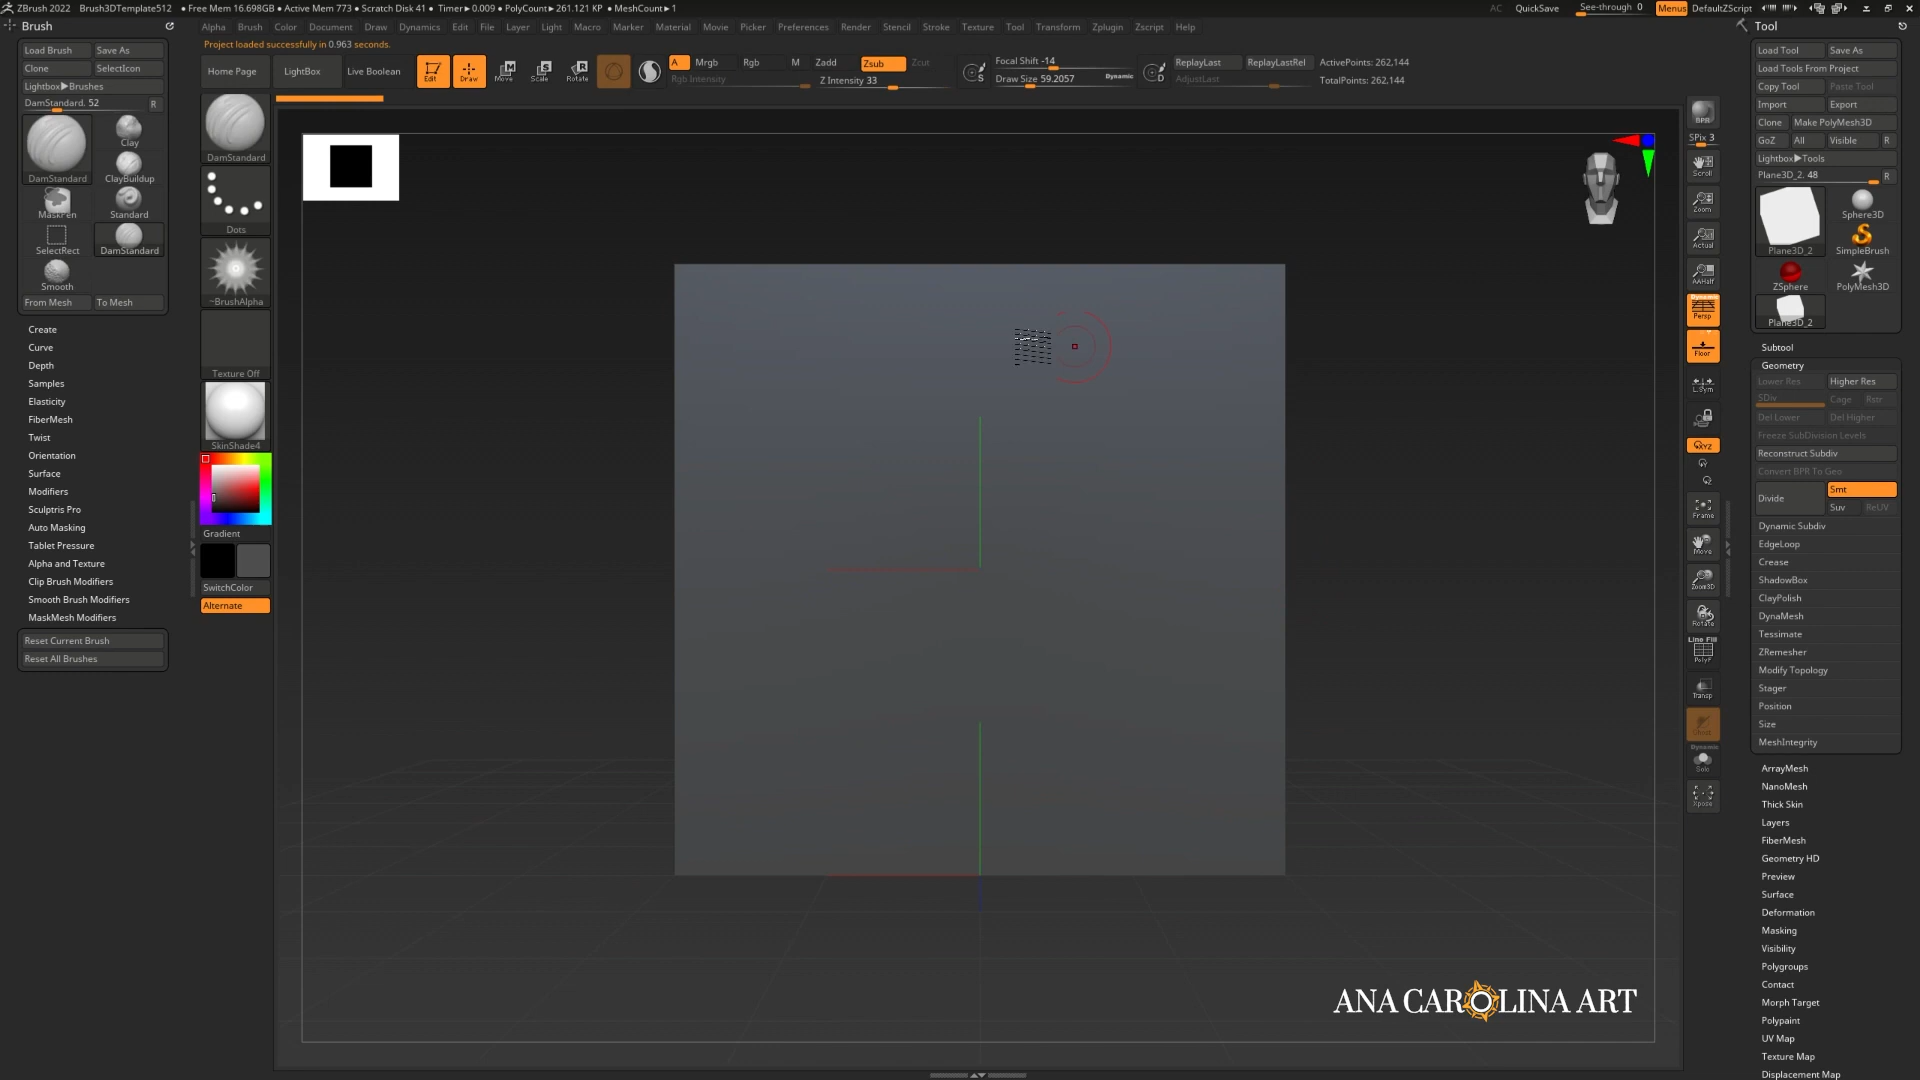 ZBrush 2022 Brush3DTemplate512 • Free Mem 16.698GB • Active Mem 773 • Scratch Disk 41 • Timer▶0.009 • PolyCount▶261.121 KP • MeshCount▶1
AC QuickSave See-through 0 Menus DefaultZScript
Brush
Alpha Brush Color Document Draw Dynamics Edit File Layer Light Macro Marker Material Movie Picker Preferences Render Stencil Stroke Texture Tool Transform Zplugin Zscript Help
Tool
Project loaded successfully in 0.963 seconds.
Load Brush Save As
Clone SelectIcon
Lightbox▶Brushes
DamStandard. 52 R
DamStandard Clay
ClayBuildup
MaskPen Standard
SelectRect DamStandard
Smooth
From Mesh To Mesh
Create
Curve
Depth
Samples
Elasticity
FiberMesh
Twist
Orientation
Surface
Modifiers
Sculptris Pro
Auto Masking
Tablet Pressure
Alpha and Texture
Clip Brush Modifiers
Smooth Brush Modifiers
MaskMesh Modifiers
Reset Current Brush
Reset All Brushes
Home Page LightBox Live Boolean
Edit Draw Move Scale Rotate
A Mrgb Rgb M Zadd Zsub Zcut
Rgb Intensity Z Intensity 33
Focal Shift -14
Draw Size 59.2057 Dynamic
S D
ReplayLast ReplayLastRel
AdjustLast
ActivePoints: 262,144
TotalPoints: 262,144
DamStandard
Dots
~BrushAlpha
Texture Off
SkinShade4
Gradient
SwitchColor
Alternate
ANA CAROLINA ART
BPR
SPix 3
Scroll
Zoom
Actual
AAHalf
Dynamic
Persp
Floor
L.Sym
XYZ
Y
Z
Frame
Move
Zoom3D
Rotate
Line Fill
PolyF
Transp
Ghost
Dynamic
Solo
Xpose
Load Tool Save As
Load Tools From Project
Copy Tool Paste Tool
Import Export
Clone Make PolyMesh3D
GoZ All Visible R
Lightbox▶Tools
Plane3D_2. 48 R
Plane3D_2 Sphere3D
SimpleBrush
ZSphere PolyMesh3D
Plane3D_2
Subtool
Geometry
Lower Res Higher Res
SDiv Cage Rstr
Del Lower Del Higher
Freeze SubDivision Levels
Reconstruct Subdiv
Convert BPR To Geo
Divide Smt
Suv ReUV
Dynamic Subdiv
EdgeLoop
Crease
ShadowBox
ClayPolish
DynaMesh
Tessimate
ZRemesher
Modify Topology
Stager
Position
Size
MeshIntegrity
ArrayMesh
NanoMesh
Thick Skin
Layers
FiberMesh
Geometry HD
Preview
Surface
Deformation
Masking
Visibility
Polygroups
Contact
Morph Target
Polypaint
UV Map
Texture Map
Displacement Map